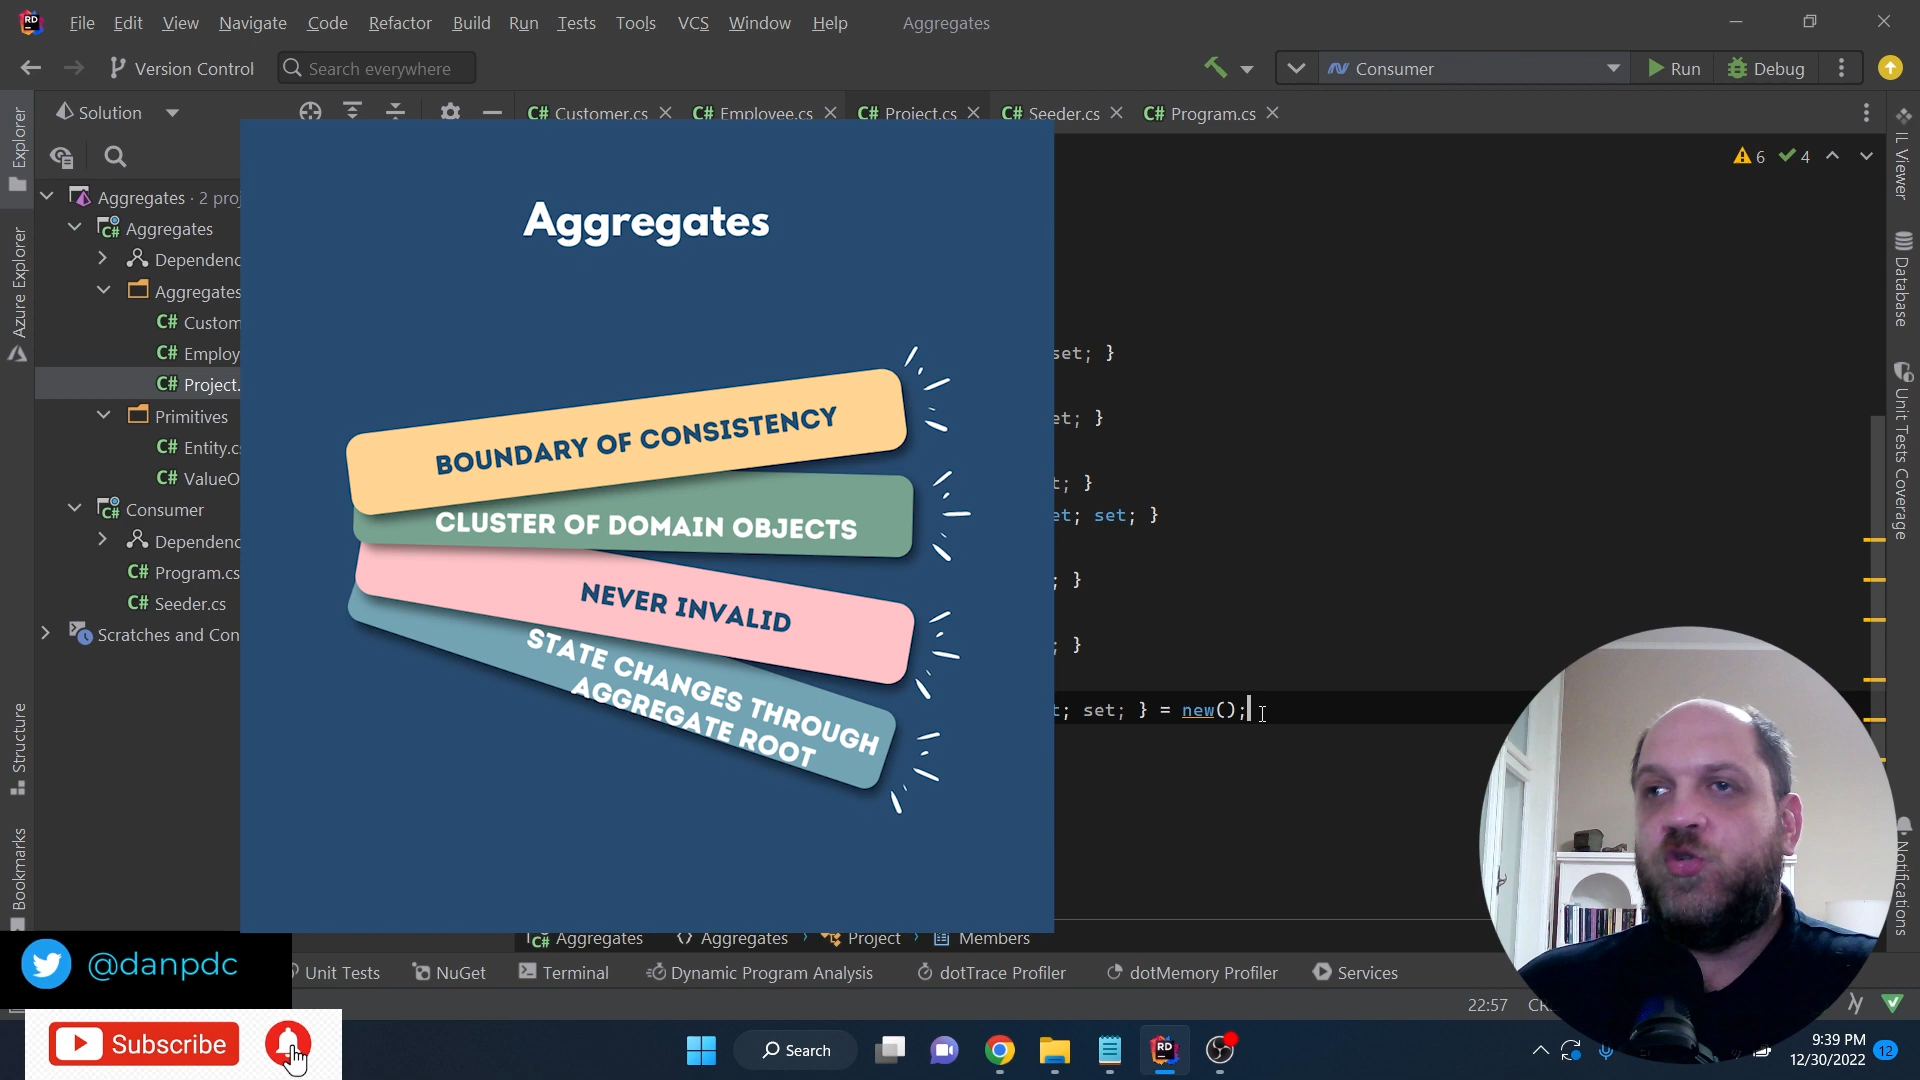 File Edit View Navigate Code Refactor Build Run Tests Tools VCS Window Help Aggregates
Version Control Search everywhere Consumer Run Debug
Solution
C# Customer.cs C# Employee.cs C# Project.cs C# Seeder.cs C# Program.cs
6 4
Aggregates · 2 proj
Aggregates
Dependenc
Aggregates
C# Custom
C# Employ
C# Project.
Primitives
C# Entity.c
C# ValueO
Consumer
Dependenc
C# Program.cs
C# Seeder.cs
Scratches and Con
Explorer
Azure Explorer
Structure
Bookmarks
Aggregates
BOUNDARY OF CONSISTENCY
CLUSTER OF DOMAIN OBJECTS
NEVER INVALID
STATE CHANGES THROUGH
AGGREGATE ROOT
set; }
et; }
t; }
et; set; }
; }
; }
t; set; } = new();
IL Viewer
Database
Unit Tests Coverage
Notifications
Aggregates Aggregates Project Members
@danpdc
Unit Tests NuGet Terminal Dynamic Program Analysis dotTrace Profiler dotMemory Profiler Services
22:57
Subscribe
Search
RD
9:39 PM
12/30/2022
12